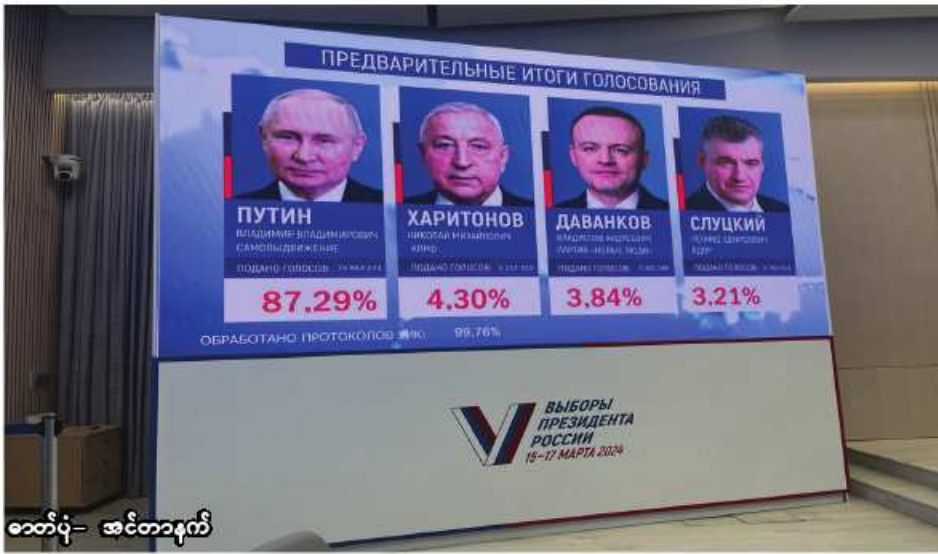 ПРЕДВАРИТЕЛЬНЫЕ ИТОГИ ГОЛОСОВАНИЯ
ПУТИН
ВЛАДИМИР ВЛАДИМИРОВИЧ
САМОВЫДВИЖЕНИЕ
ПОДАНО ГОЛОСОВ:
87,29%
ХАРИТОНОВ
НИКОЛАЙ МИХАЙЛОВИЧ
КПРФ
ПОДАНО ГОЛОСОВ:
4,30%
ДАВАНКОВ
ВЛАДИСЛАВ АНДРЕЕВИЧ
ПАРТИЯ «НОВЫЕ ЛЮДИ»
ПОДАНО ГОЛОСОВ:
3,84%
СЛУЦКИЙ
ЛЕОНИД ЭДУАРДОВИЧ
ЛДПР
ПОДАНО ГОЛОСОВ:
3,21%
ОБРАБОТАНО ПРОТОКОЛОВ УИК: 99,76%
ВЫБОРЫ
ПРЕЗИДЕНТА
РОССИИ
15–17 МАРТА 2024
ဓာတ်ပုံ– အင်တာနက်